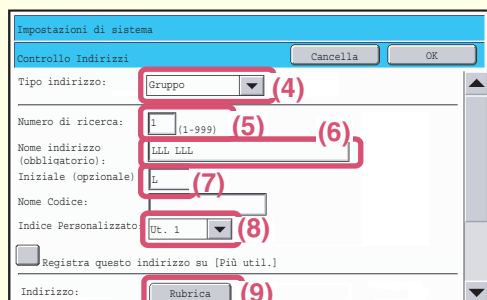 Impostazioni di sistema
Controllo Indirizzi
Cancella
OK
Tipo indirizzo:
Gruppo
(4)
Numero di ricerca:
1
(1-999)
(5)
(6)
Nome indirizzo
(obbligatorio):
LLL LLL
Iniziale (opzionale)
L
(7)
Nome Codice:
Indice Personalizzato:
Ut. 1
(8)
Registra questo indirizzo su [Più util.]
Indirizzo:
Rubrica
(9)